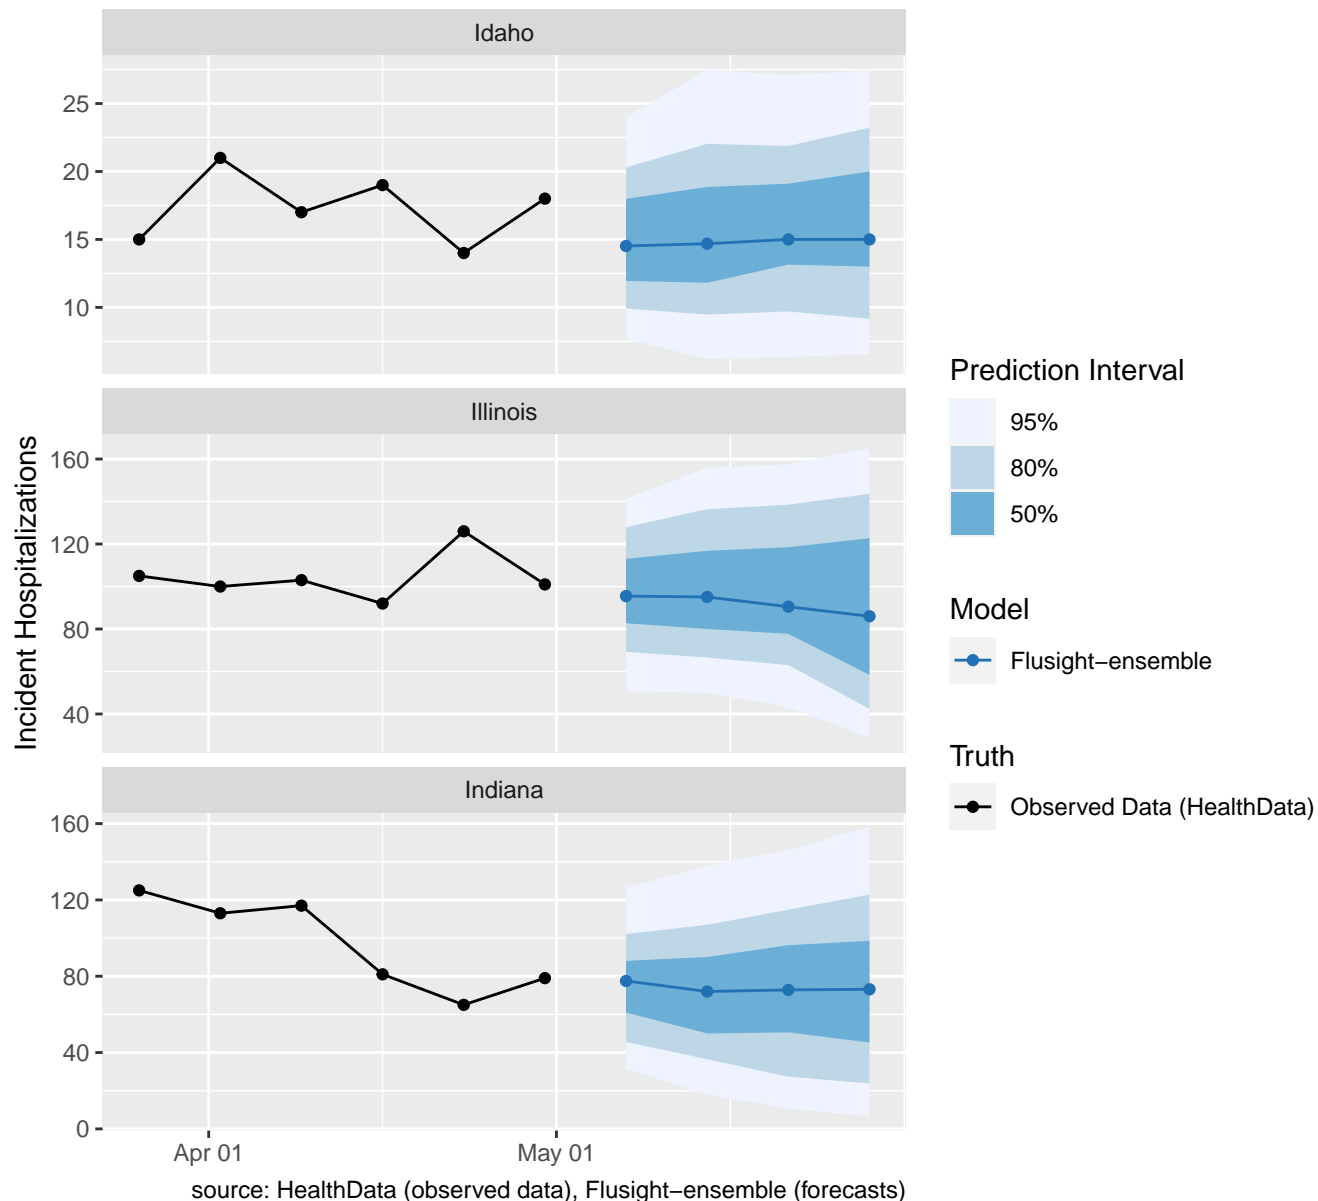 Idaho
25
20
15
10
Illinois
160
120
80
40
Indiana
160
120
80
40
0
Apr 01
May 01
Incident Hospitalizations
source: HealthData (observed data), Flusight−ensemble (forecasts)
Prediction Interval
95%
80%
50%
Model
Flusight−ensemble
Truth
Observed Data (HealthData)